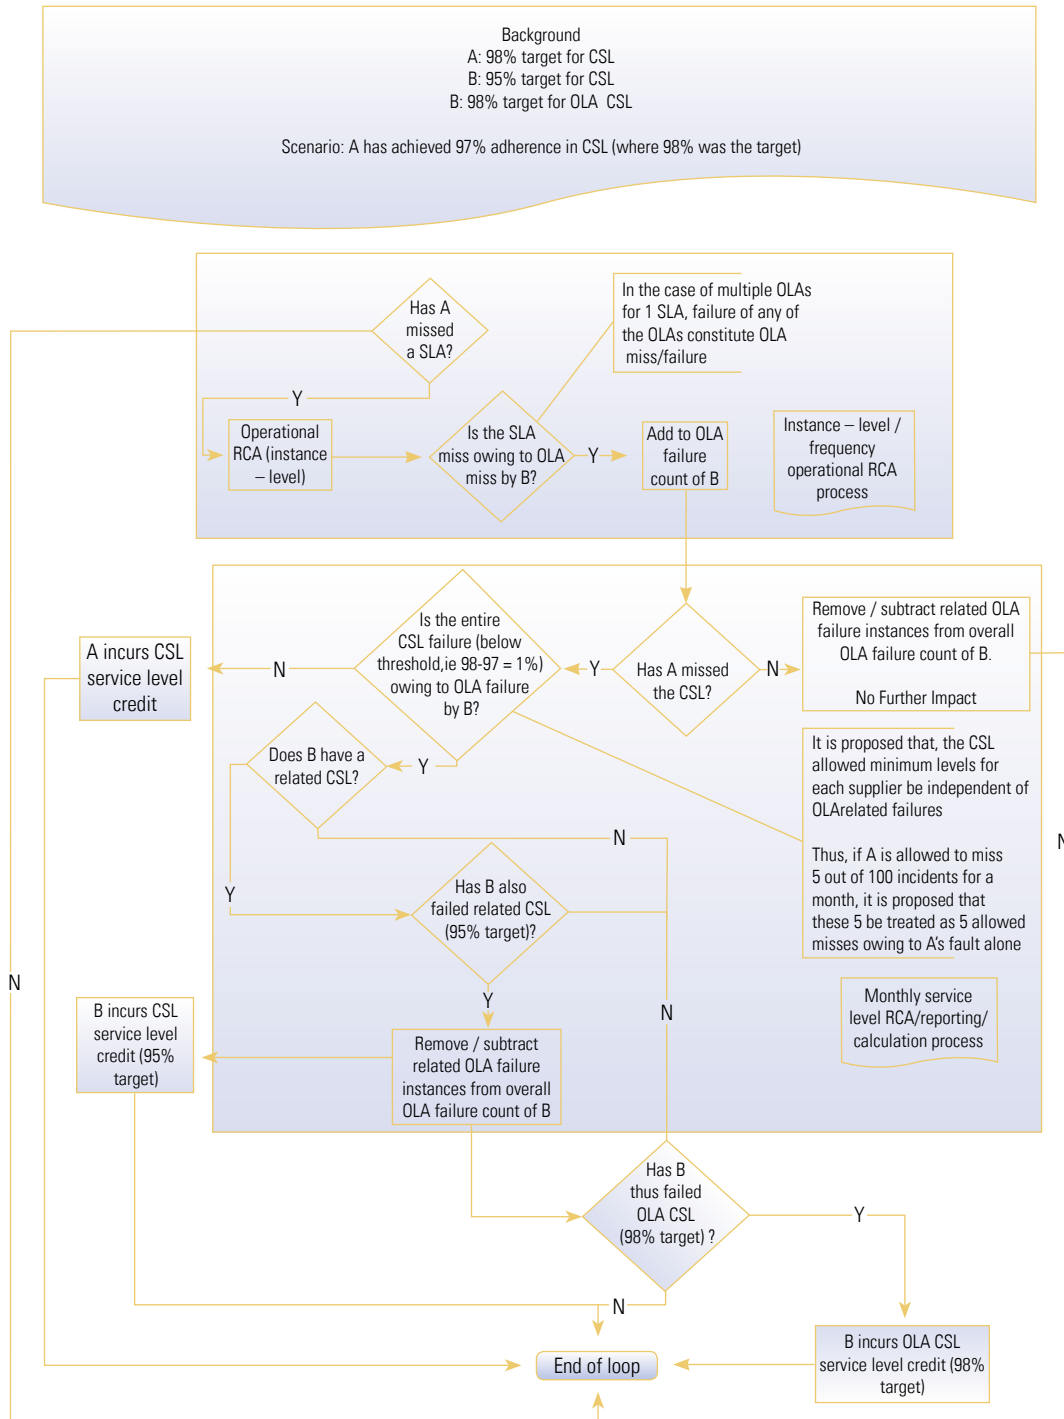 Background
A: 98% target for CSL
B: 95% target for CSL
B: 98% target for OLA  CSL
Scenario: A has achieved 97% adherence in CSL (where 98% was the target)
Has A
missed
a SLA?
In the case of multiple OLAs
for 1 SLA, failure of any of
the OLAs constitute OLA
miss/failure
Y
Operational
RCA (instance
– level)
Is the SLA
miss owing to OLA
miss by B?
Y
Add to OLA
failure
count of B
Instance – level /
frequency
operational RCA
process
Is the entire
CSL failure (below
threshold,ie 98-97 = 1%)
owing to OLA failure
by B?
Remove / subtract related OLA
failure instances from overall
OLA failure count of B.
No Further Impact
A incurs CSL
service level
credit
N
Y
Has A missed
the CSL?
N
Does B have a
related CSL?
Y
It is proposed that, the CSL
allowed minimum levels for
each supplier be independent of
OLArelated failures
Thus, if A is allowed to miss
5 out of 100 incidents for a
month, it is proposed that
these 5 be treated as 5 allowed
misses owing to A's fault alone
N
N
Y
Has B also
failed related CSL
(95% target)?
N
Y
N
Monthly service
level RCA/reporting/
calculation process
B incurs CSL
service level
credit (95%
target)
Remove / subtract
related OLA failure
instances from overall
OLA failure count of B
Has B
thus failed
OLA CSL
(98% target) ?
Y
N
End of loop
B incurs OLA CSL
service level credit (98%
target)